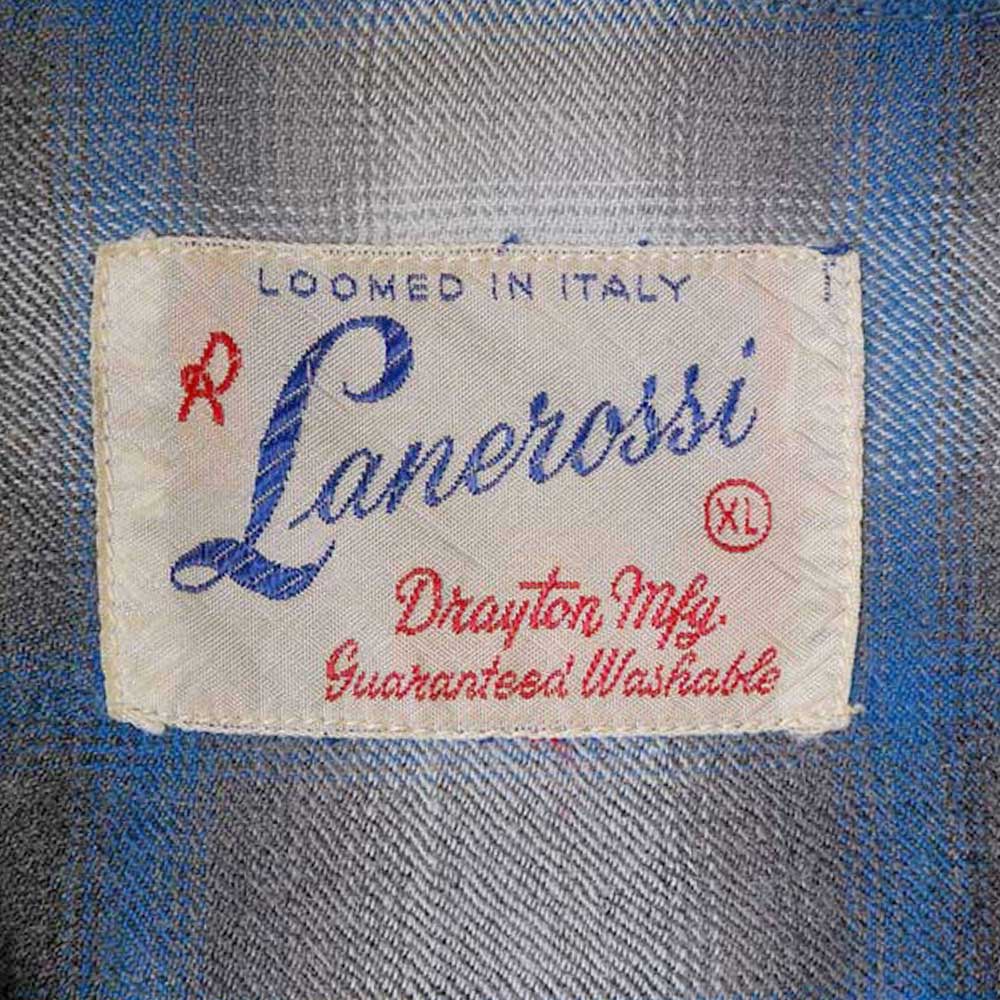 LOOMED IN ITALY
R
Lanerossi
XL
Drayton Mfg.
Guaranteed Washable